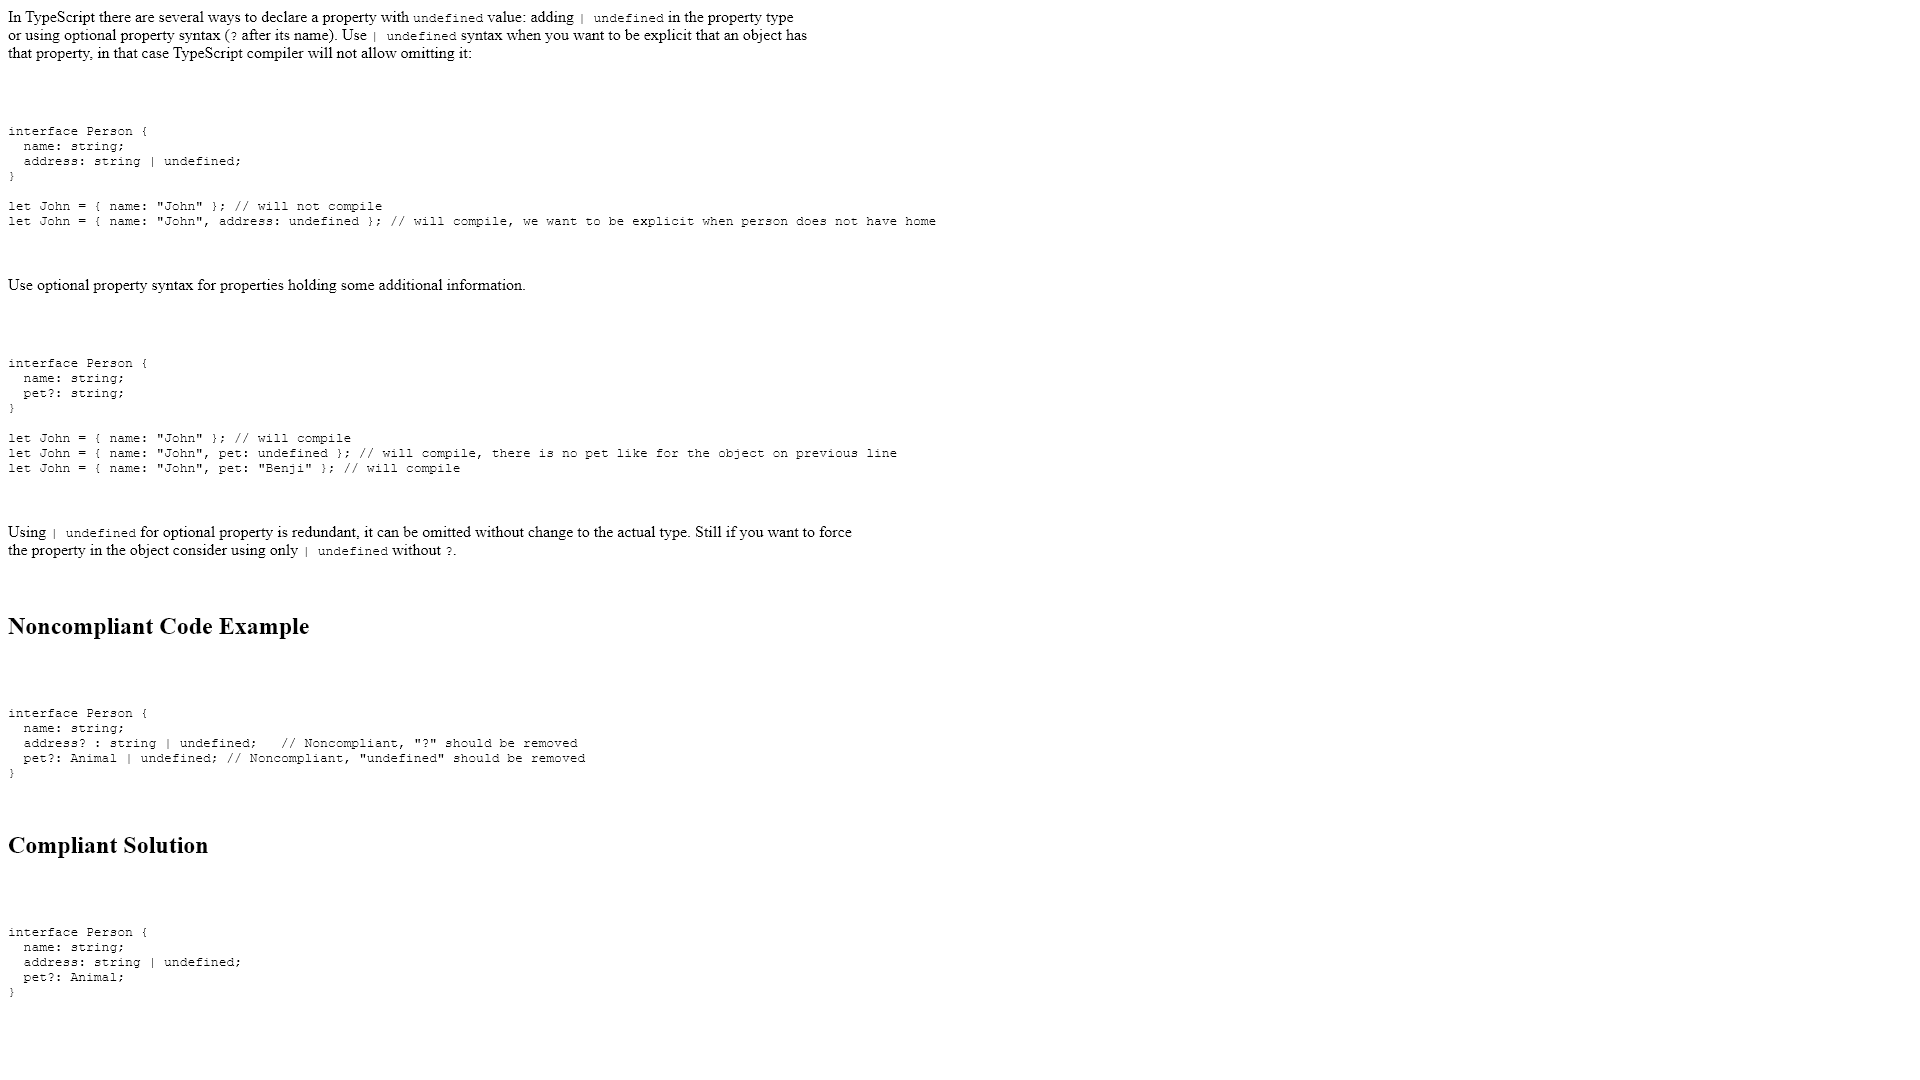 In TypeScript there are several ways to declare a property with undefined value: adding | undefined in the property type
or using optional property syntax (? after its name). Use | undefined syntax when you want to be explicit that an object has
that property, in that case TypeScript compiler will not allow omitting it:
interface Person {
  name: string;
  address: string | undefined;
}
let John = { name: "John" }; // will not compile
let John = { name: "John", address: undefined }; // will compile, we want to be explicit when person does not have home
Use optional property syntax for properties holding some additional information.
interface Person {
  name: string;
  pet?: string;
}
let John = { name: "John" }; // will compile
let John = { name: "John", pet: undefined }; // will compile, there is no pet like for the object on previous line
let John = { name: "John", pet: "Benji" }; // will compile
Using | undefined for optional property is redundant, it can be omitted without change to the actual type. Still if you want to force
the property in the object consider using only | undefined without ?.
Noncompliant Code Example
interface Person {
  name: string;
  address? : string | undefined;   // Noncompliant, "?" should be removed
  pet?: Animal | undefined; // Noncompliant, "undefined" should be removed
}
Compliant Solution
interface Person {
  name: string;
  address: string | undefined;
  pet?: Animal;
}